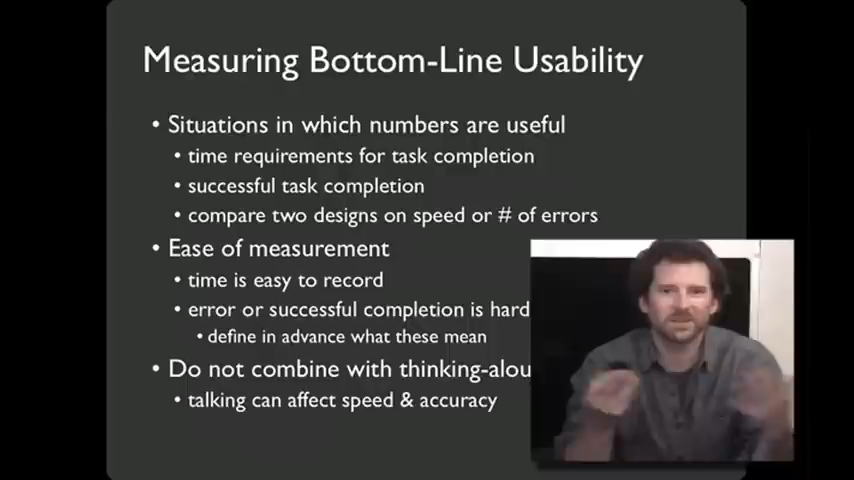 Measuring Bottom-Line Usability
• Situations in which numbers are useful
• time requirements for task completion
• successful task completion
• compare two designs on speed or # of errors
• Ease of measurement
• time is easy to record
• error or successful completion is hard
• define in advance what these mean
• Do not combine with thinking-alou
• talking can affect speed & accuracy